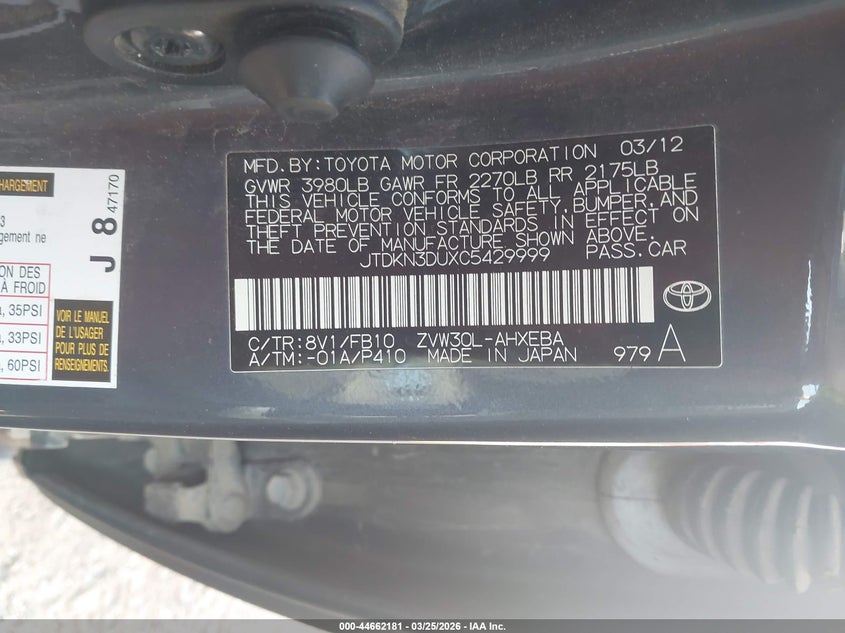 HARGEMENT
3
gement ne
ION DES
À FROID
a, 35PSI
a, 33PSI
a, 60PSI
J 8
47170
VOIR LE MANUEL
DE L'USAGER
POUR PLUS DE
RENSEIGNEMENTS.
MFD. BY: TOYOTA MOTOR CORPORATION 03/12
GVWR 3980LB GAWR FR 2270LB RR 2175LB
THIS VEHICLE CONFORMS TO ALL APPLICABLE
FEDERAL MOTOR VEHICLE SAFETY, BUMPER, AND
THEFT PREVENTION STANDARDS IN EFFECT ON
THE DATE OF MANUFACTURE SHOWN ABOVE.
JTDKN3DUXC5429999 PASS. CAR
C/TR: 8V1/FB10 ZVW30L-AHXEBA
A/TM: -01A/P410 MADE IN JAPAN 979 A
000-44662181 | 03/25/2026 | IAA Inc.